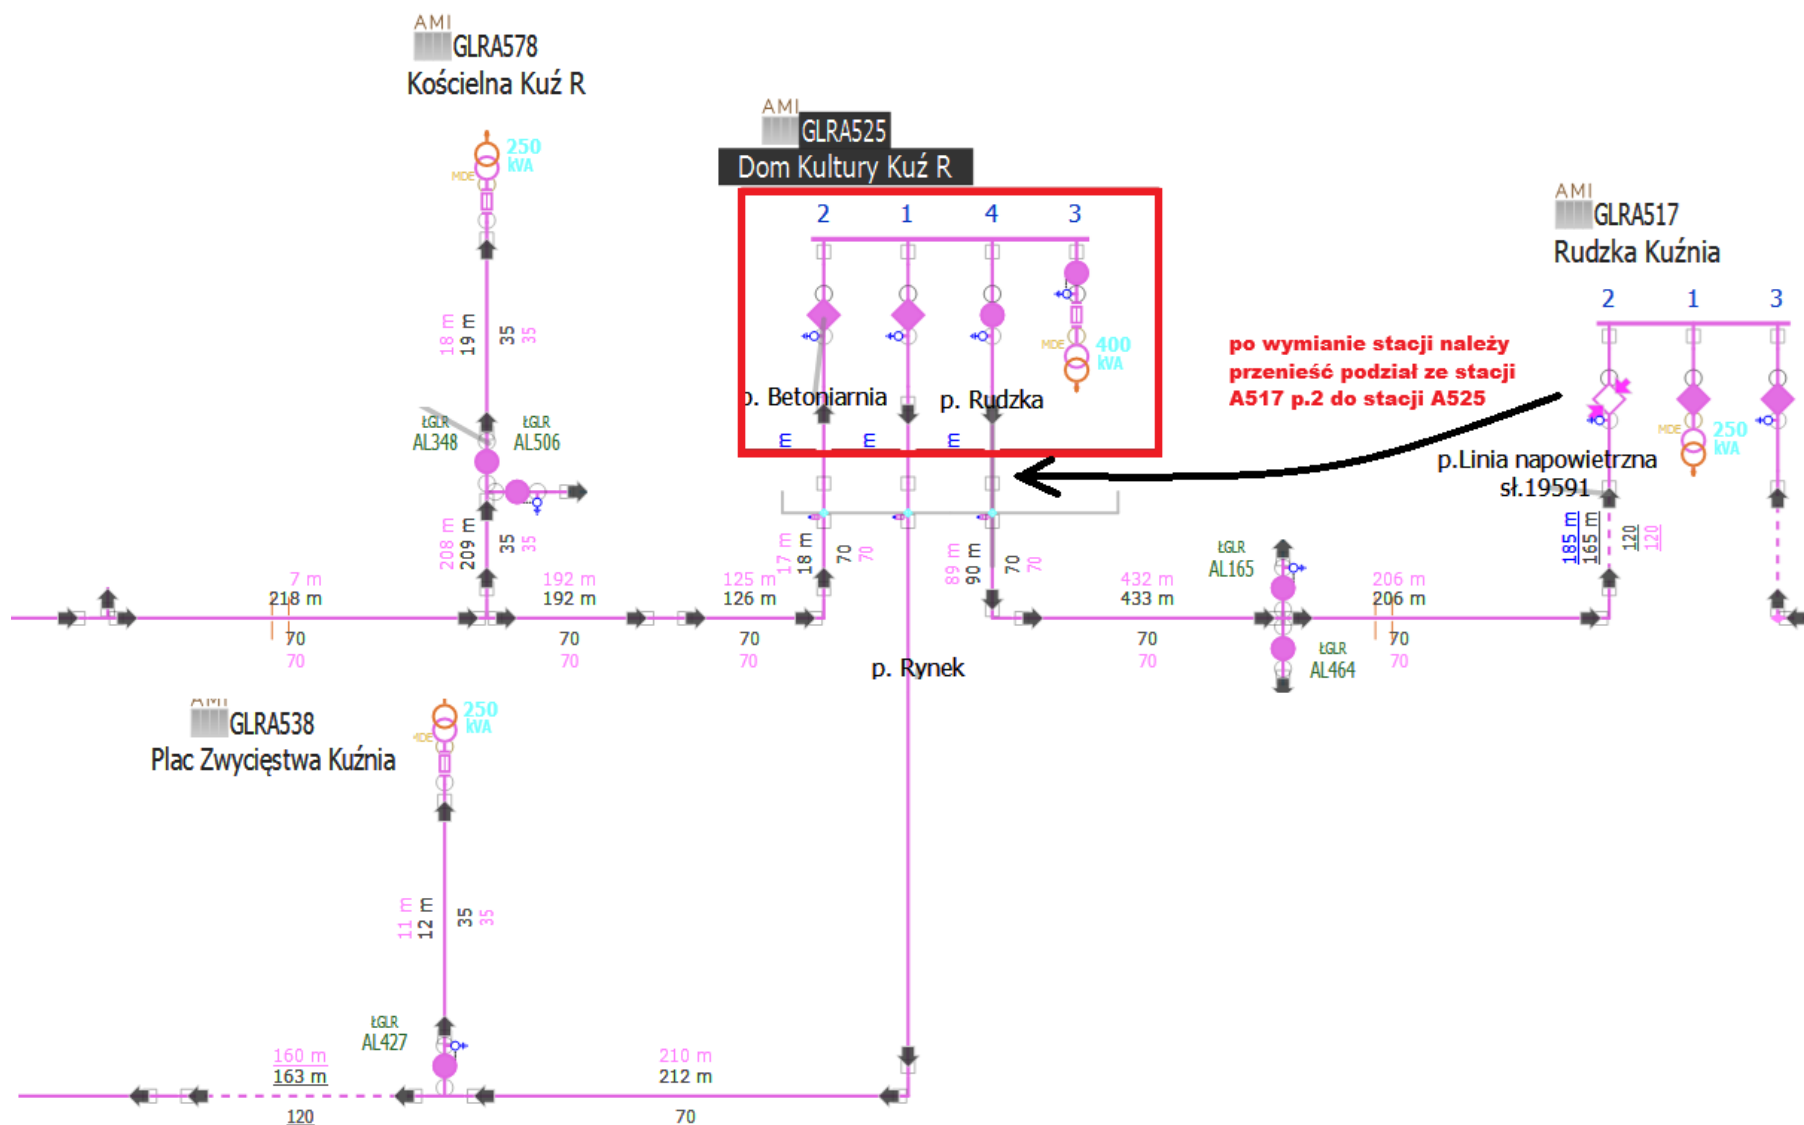 AMI
GLRA578
Kościelna Kuź R
250
kVA
MDE
18 m
19 m
35
35
ŁGLR
AL348
ŁGLR
AL506
208 m
209 m
35
35
7 m
218 m
70
70
192 m
192 m
70
70
125 m
126 m
70
70
AMI
GLRA525
Dom Kultury Kuź R
2
1
4
3
MDE
400
kVA
p. Betoniarnia
p. Rudzka
m
m
m
17 m
18 m
70
70
89 m
90 m
70
70
p. Rynek
po wymianie stacji należy
przenieść podział ze stacji
A517 p.2 do stacji A525
AMI
GLRA517
Rudzka Kuźnia
2
1
3
MDE
250
kVA
p.Linia napowietrzna
sł.19591
185 m
165 m
120
120
ŁGLR
AL165
432 m
433 m
70
70
206 m
206 m
70
70
ŁGLR
AL464
AMI
GLRA538
Plac Zwycięstwa Kuźnia
250
kVA
11 m
12 m
35
35
ŁGLR
AL427
160 m
163 m
120
210 m
212 m
70